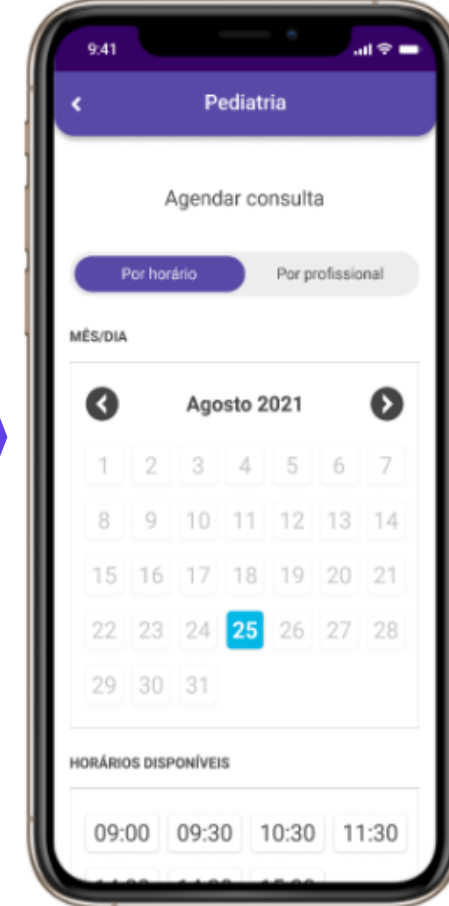 9:41
Pediatria
Agendar consulta
Por horário Por profissional
MÊS/DIA
Agosto 2021
1 2 3 4 5 6 7
8 9 10 11 12 13 14
15 16 17 18 19 20 21
22 23 24 25 26 27 28
29 30 31
HORÁRIOS DISPONÍVEIS
09:00 09:30 10:30 11:30